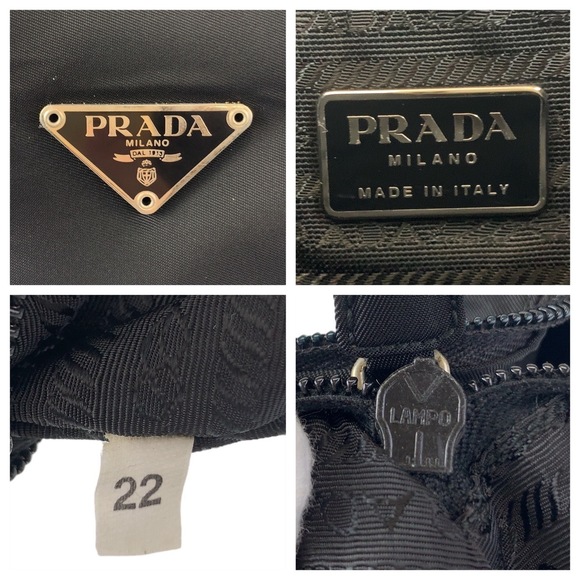 PRADA
MILANO
DAL 1913
PRADA
MILANO
MADE IN ITALY
22
LAMPO